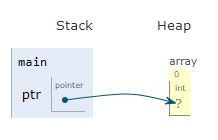 Stack Heap
main
array
0
pointer
int
ptr
?